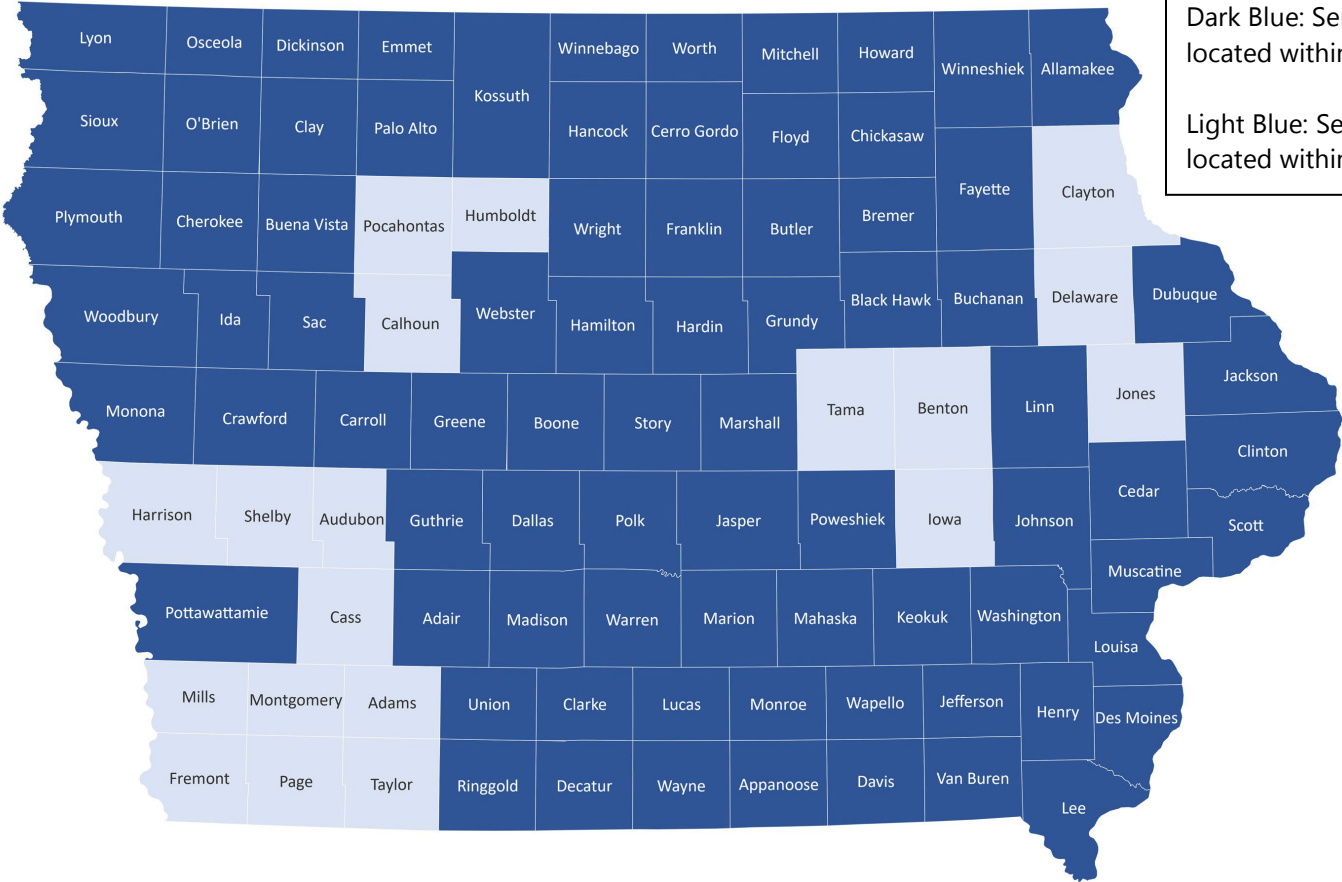 Dark Blue: Se
located within
Light Blue: Se
located within
Lyon Osceola Dickinson Emmet Kossuth Winnebago Worth Mitchell Howard Winneshiek Allamakee
Sioux O'Brien Clay Palo Alto Hancock Cerro Gordo Floyd Chickasaw
Plymouth Cherokee Buena Vista Pocahontas Humboldt Wright Franklin Butler Bremer Fayette Clayton
Woodbury Ida Sac Calhoun Webster Hamilton Hardin Grundy Black Hawk Buchanan Delaware Dubuque
Monona Crawford Carroll Greene Boone Story Marshall Tama Benton Linn Jones Jackson
Clinton
Harrison Shelby Audubon Guthrie Dallas Polk Jasper Poweshiek Iowa Johnson Cedar Scott
Muscatine
Pottawattamie Cass Adair Madison Warren Marion Mahaska Keokuk Washington Louisa
Mills Montgomery Adams Union Clarke Lucas Monroe Wapello Jefferson Henry Des Moines
Fremont Page Taylor Ringgold Decatur Wayne Appanoose Davis Van Buren Lee